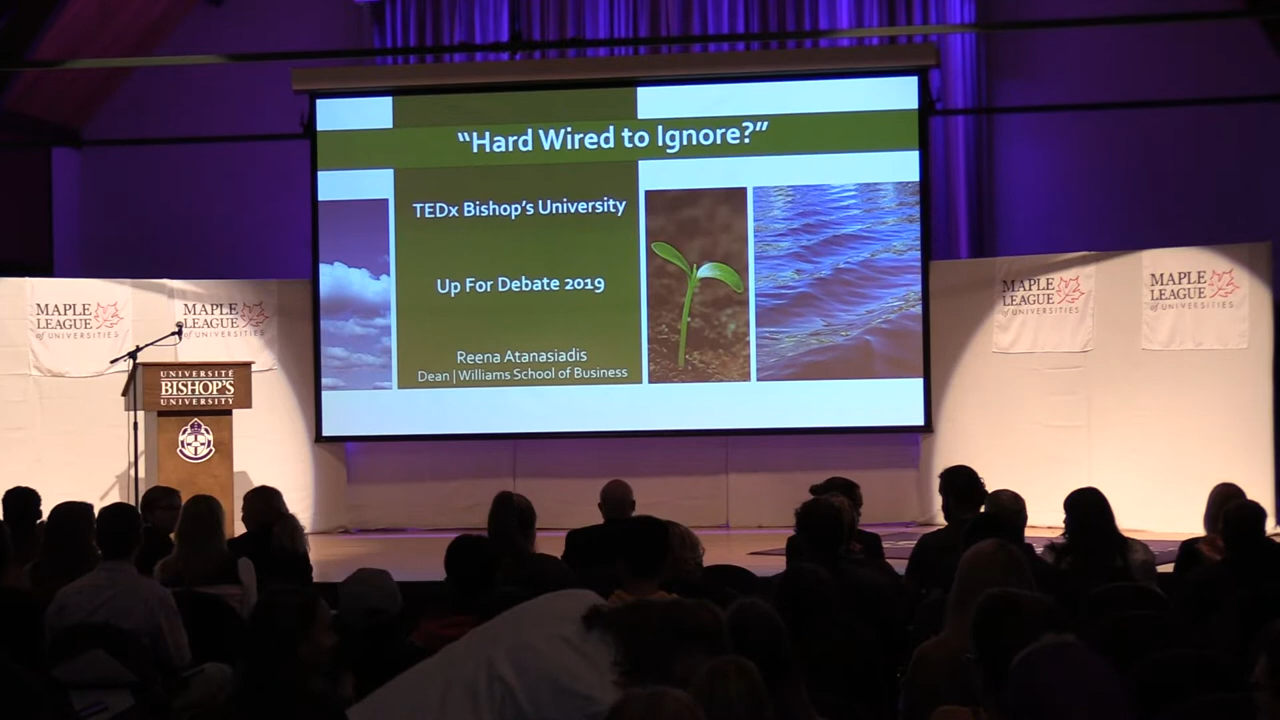 “Hard Wired to Ignore?”
TEDx Bishop’s University
Up For Debate 2019
Reena Atanasiadis
Dean | Williams School of Business
MAPLE
LEAGUE
of UNIVERSITIES
MAPLE
LEAGUE
of UNIVERSITIES
MAPLE
LEAGUE
of UNIVERSITIES
MAPLE
LEAGUE
of UNIVERSITIES
UNIVERSITÉ
BISHOP'S
UNIVERSITY